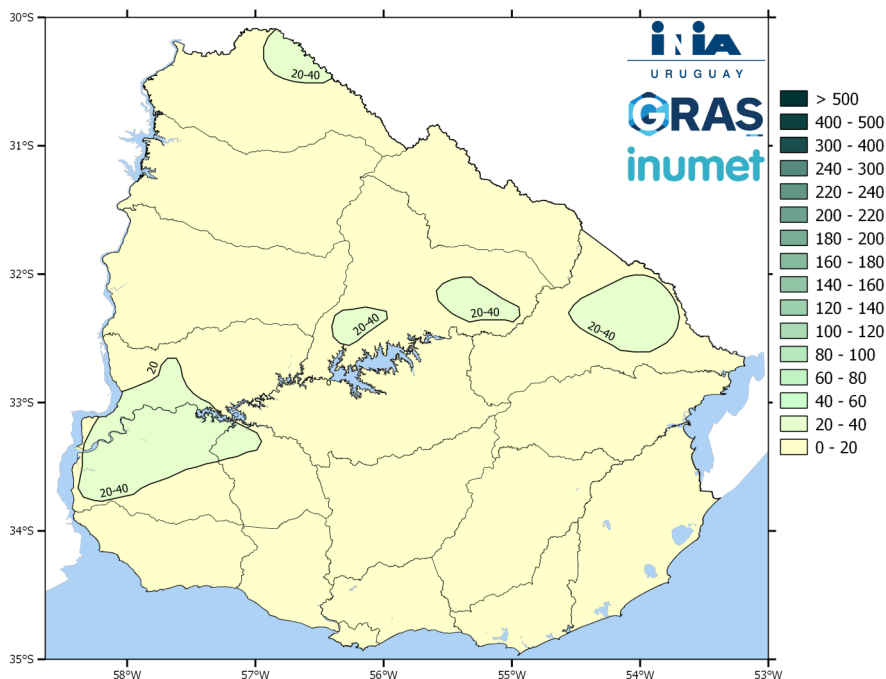 30°S
31°S
32°S
33°S
34°S
35°S
58°W
57°W
56°W
55°W
54°W
53°W
20-40
20-40
20-40
20-40
20
20-40
iNiA
URUGUAY
GRAS
inumet
> 500
400 - 500
300 - 400
240 - 300
220 - 240
200 - 220
180 - 200
160 - 180
140 - 160
120 - 140
100 - 120
80 - 100
60 - 80
40 - 60
20 - 40
0 - 20